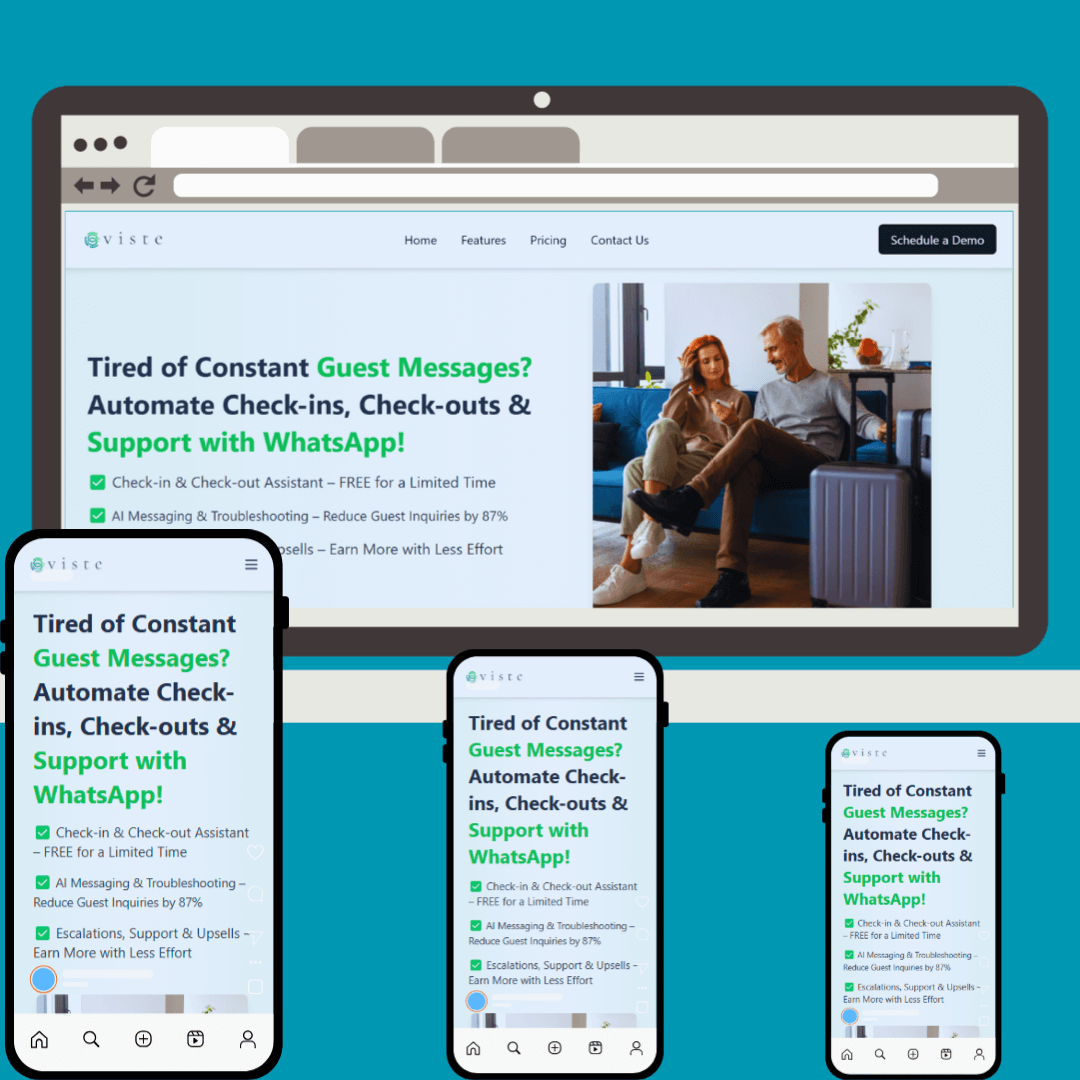 viste
Home Features Pricing Contact Us
Schedule a Demo
Tired of Constant Guest Messages?
Automate Check-ins, Check-outs &
Support with WhatsApp!
✅ Check-in & Check-out Assistant – FREE for a Limited Time
✅ AI Messaging & Troubleshooting – Reduce Guest Inquiries by 87%
psells – Earn More with Less Effort
viste
Tired of Constant
Guest Messages?
Automate Check-
ins, Check-outs &
Support with
WhatsApp!
✅ Check-in & Check-out Assistant
– FREE for a Limited Time
✅ AI Messaging & Troubleshooting –
Reduce Guest Inquiries by 87%
✅ Escalations, Support & Upsells –
Earn More with Less Effort
viste
Tired of Constant
Guest Messages?
Automate Check-
ins, Check-outs &
Support with
WhatsApp!
✅ Check-in & Check-out Assistant
– FREE for a Limited Time
✅ AI Messaging & Troubleshooting –
Reduce Guest Inquiries by 87%
✅ Escalations, Support & Upsells –
Earn More with Less Effort
viste
Tired of Constant
Guest Messages?
Automate Check-
ins, Check-outs &
Support with
WhatsApp!
✅ Check-in & Check-out Assistant
– FREE for a Limited Time
✅ AI Messaging & Troubleshooting –
Reduce Guest Inquiries by 87%
✅ Escalations, Support & Upsells –
Earn More with Less Effort